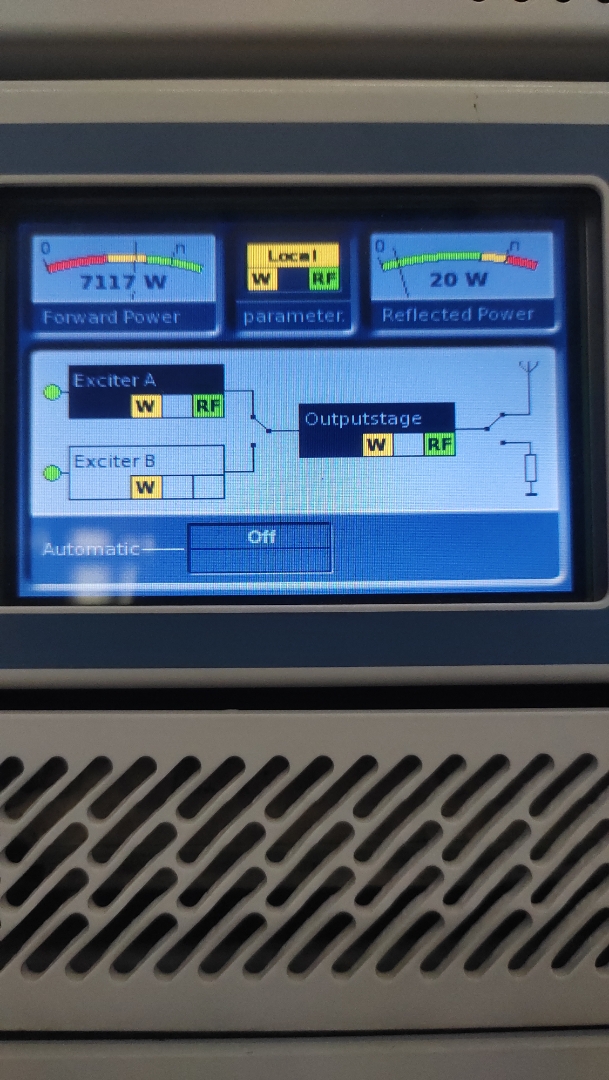 0 n
7117 W
Forward Power
Local
W RF
parameter.
0 n
20 W
Reflected Power
Exciter A
W RF
Outputstage
W RF
Exciter B
W
Automatic
Off